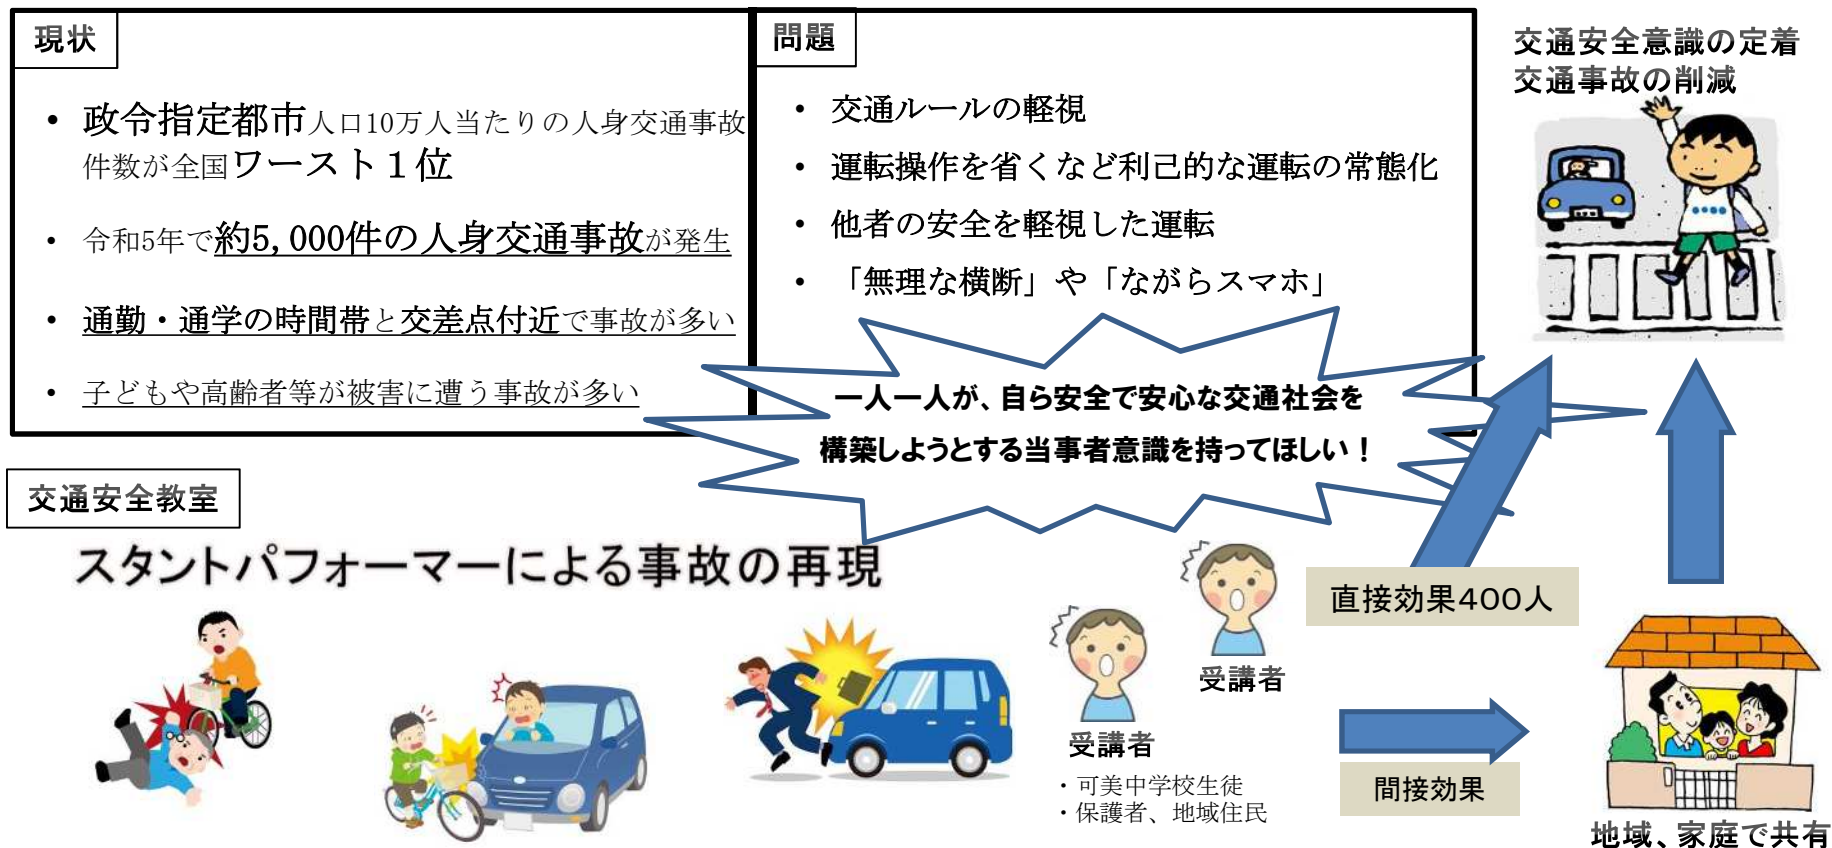 現状
• 政令指定都市人口10万人当たりの人身交通事故
件数が全国ワースト１位
• 令和5年で約5,000件の人身交通事故が発生
• 通勤・通学の時間帯と交差点付近で事故が多い
• 子どもや高齢者等が被害に遭う事故が多い
問題
• 交通ルールの軽視
• 運転操作を省くなど利己的な運転の常態化
• 他者の安全を軽視した運転
• 「無理な横断」や「ながらスマホ」
一人一人が、自ら安全で安心な交通社会を
構築しようとする当事者意識を持ってほしい！
交通安全意識の定着
交通事故の削減
交通安全教室
スタントパフォーマーによる事故の再現
受講者
受講者
・可美中学校生徒
・保護者、地域住民
直接効果４００人
間接効果
地域、家庭で共有